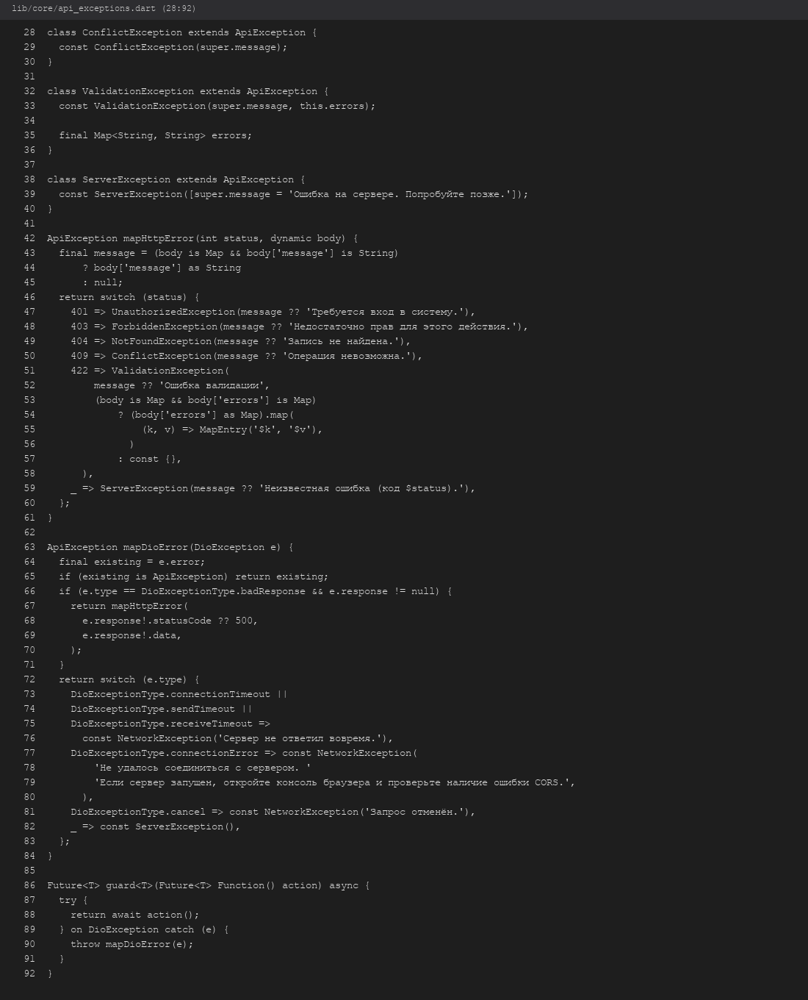 lib/core/api_exceptions.dart (28:92)
28 class ConflictException extends ApiException {
29   const ConflictException(super.message);
30 }
31
32 class ValidationException extends ApiException {
33   const ValidationException(super.message, this.errors);
34
35   final Map<String, String> errors;
36 }
37
38 class ServerException extends ApiException {
39   const ServerException([super.message = 'Ошибка на сервере. Попробуйте позже.']);
40 }
41
42 ApiException mapHttpError(int status, dynamic body) {
43   final message = (body is Map && body['message'] is String)
44       ? body['message'] as String
45       : null;
46   return switch (status) {
47     401 => UnauthorizedException(message ?? 'Требуется вход в систему.'),
48     403 => ForbiddenException(message ?? 'Недостаточно прав для этого действия.'),
49     404 => NotFoundException(message ?? 'Запись не найдена.'),
50     409 => ConflictException(message ?? 'Операция невозможна.'),
51     422 => ValidationException(
52         message ?? 'Ошибка валидации',
53         (body is Map && body['errors'] is Map)
54             ? (body['errors'] as Map).map(
55                 (k, v) => MapEntry('$k', '$v'),
56               )
57             : const {},
58       ),
59     _ => ServerException(message ?? 'Неизвестная ошибка (код $status).'),
60   };
61 }
62
63 ApiException mapDioError(DioException e) {
64   final existing = e.error;
65   if (existing is ApiException) return existing;
66   if (e.type == DioExceptionType.badResponse && e.response != null) {
67     return mapHttpError(
68       e.response!.statusCode ?? 500,
69       e.response!.data,
70     );
71   }
72   return switch (e.type) {
73     DioExceptionType.connectionTimeout ||
74     DioExceptionType.sendTimeout ||
75     DioExceptionType.receiveTimeout =>
76       const NetworkException('Сервер не ответил вовремя.'),
77     DioExceptionType.connectionError => const NetworkException(
78         'Не удалось соединиться с сервером. '
79         'Если сервер запущен, откройте консоль браузера и проверьте наличие ошибки CORS.',
80       ),
81     DioExceptionType.cancel => const NetworkException('Запрос отменён.'),
82     _ => const ServerException(),
83   };
84 }
85
86 Future<T> guard<T>(Future<T> Function() action) async {
87   try {
88     return await action();
89   } on DioException catch (e) {
90     throw mapDioError(e);
91   }
92 }